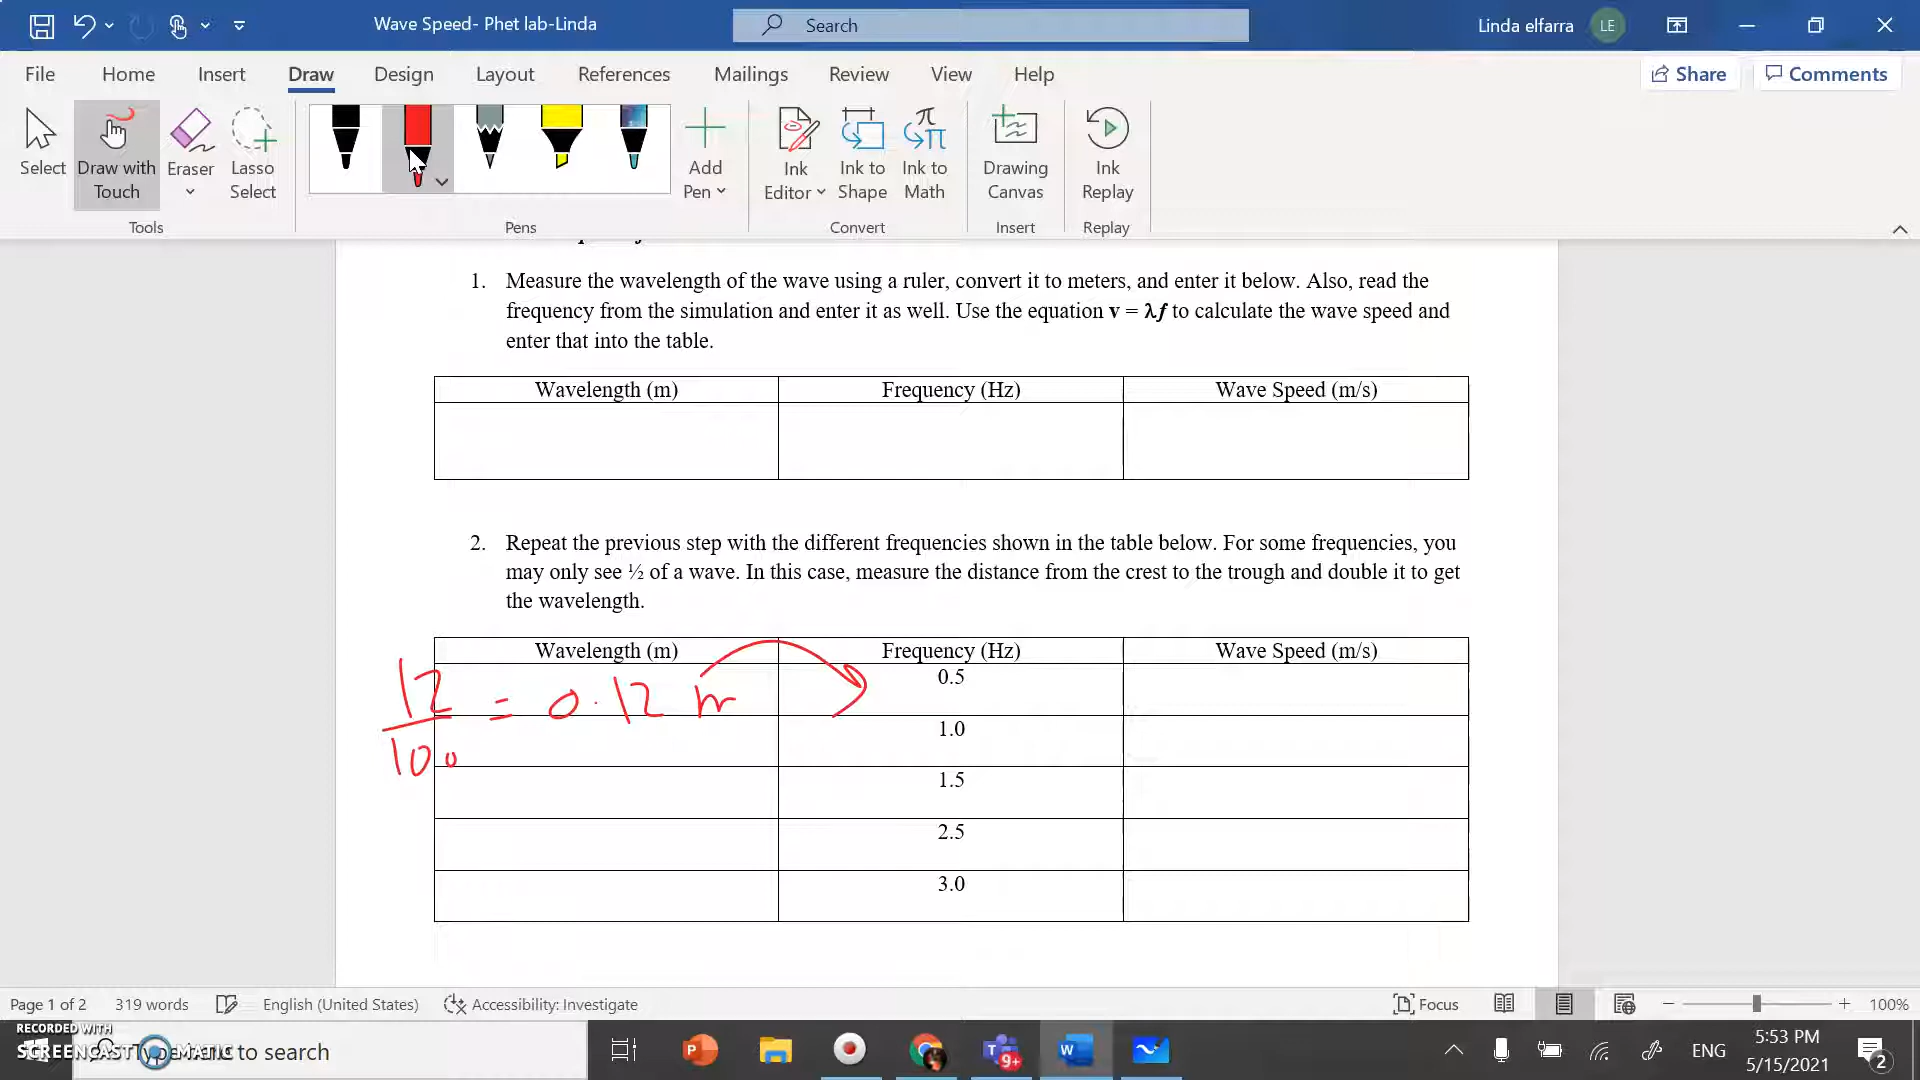 Wave Speed- Phet lab-Linda
Search
Linda elfarra
LE
File
Home
Insert
Draw
Design
Layout
References
Mailings
Review
View
Help
Share
Comments
Select
Draw with Touch
Eraser
Lasso Select
Add Pen
Ink Editor
Ink to Shape
Ink to Math
Drawing Canvas
Ink Replay
Tools
Pens
Convert
Insert
Replay
1. Measure the wavelength of the wave using a ruler, convert it to meters, and enter it below. Also, read the
frequency from the simulation and enter it as well. Use the equation v = λf to calculate the wave speed and
enter that into the table.
Wavelength (m) Frequency (Hz) Wave Speed (m/s)
2. Repeat the previous step with the different frequencies shown in the table below. For some frequencies, you
may only see ½ of a wave. In this case, measure the distance from the crest to the trough and double it to get
the wavelength.
Wavelength (m) Frequency (Hz) Wave Speed (m/s)
12/100 = 0.12 m
0.5
1.0
1.5
2.5
3.0
Page 1 of 2
319 words
English (United States)
Accessibility: Investigate
Focus
100%
RECORDED WITH
SCREENCAST MATIC
Type to search
9+
ENG
5:53 PM
5/15/2021
2